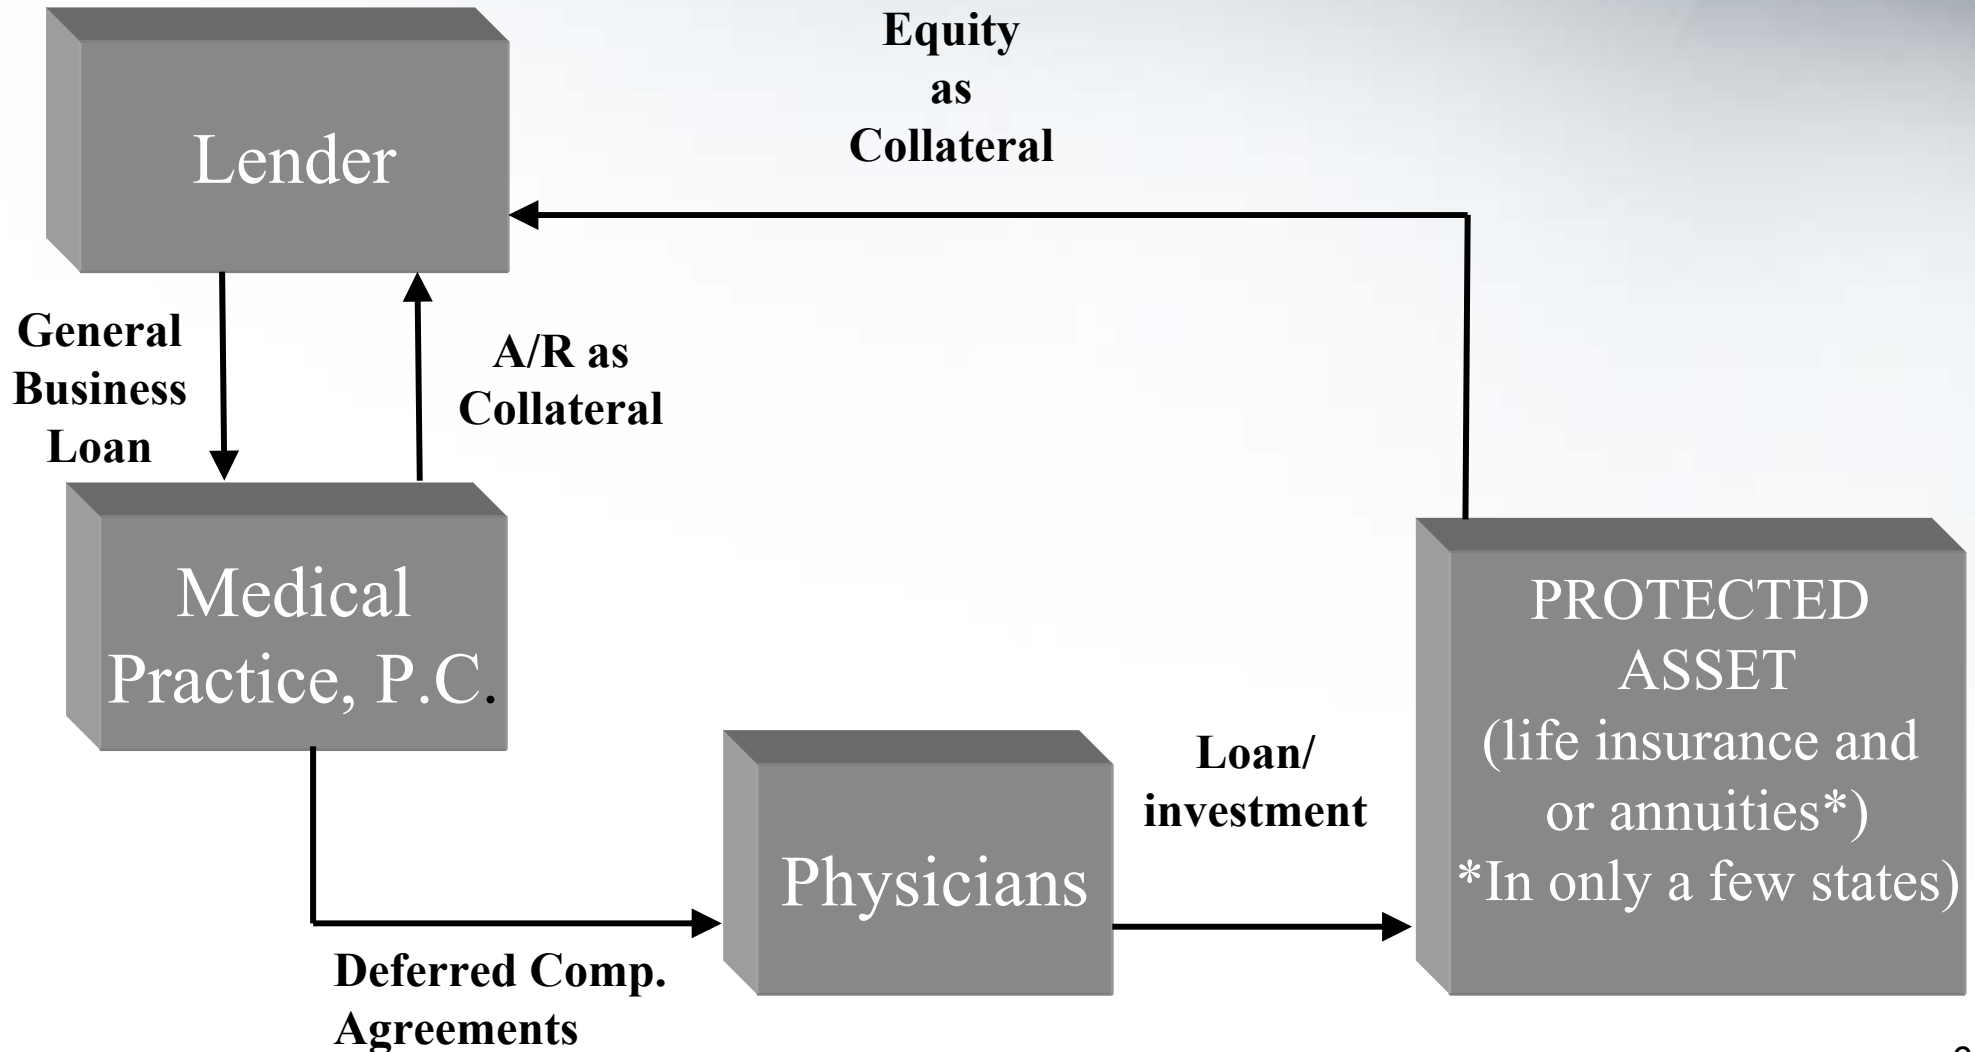 Equity
as
Collateral
Lender
General
Business
Loan
A/R as
Collateral
Medical
Practice, P.C.
PROTECTED
ASSET
(life insurance and
or annuities*)
*In only a few states)
Loan/
investment
Physicians
Deferred Comp.
Agreements